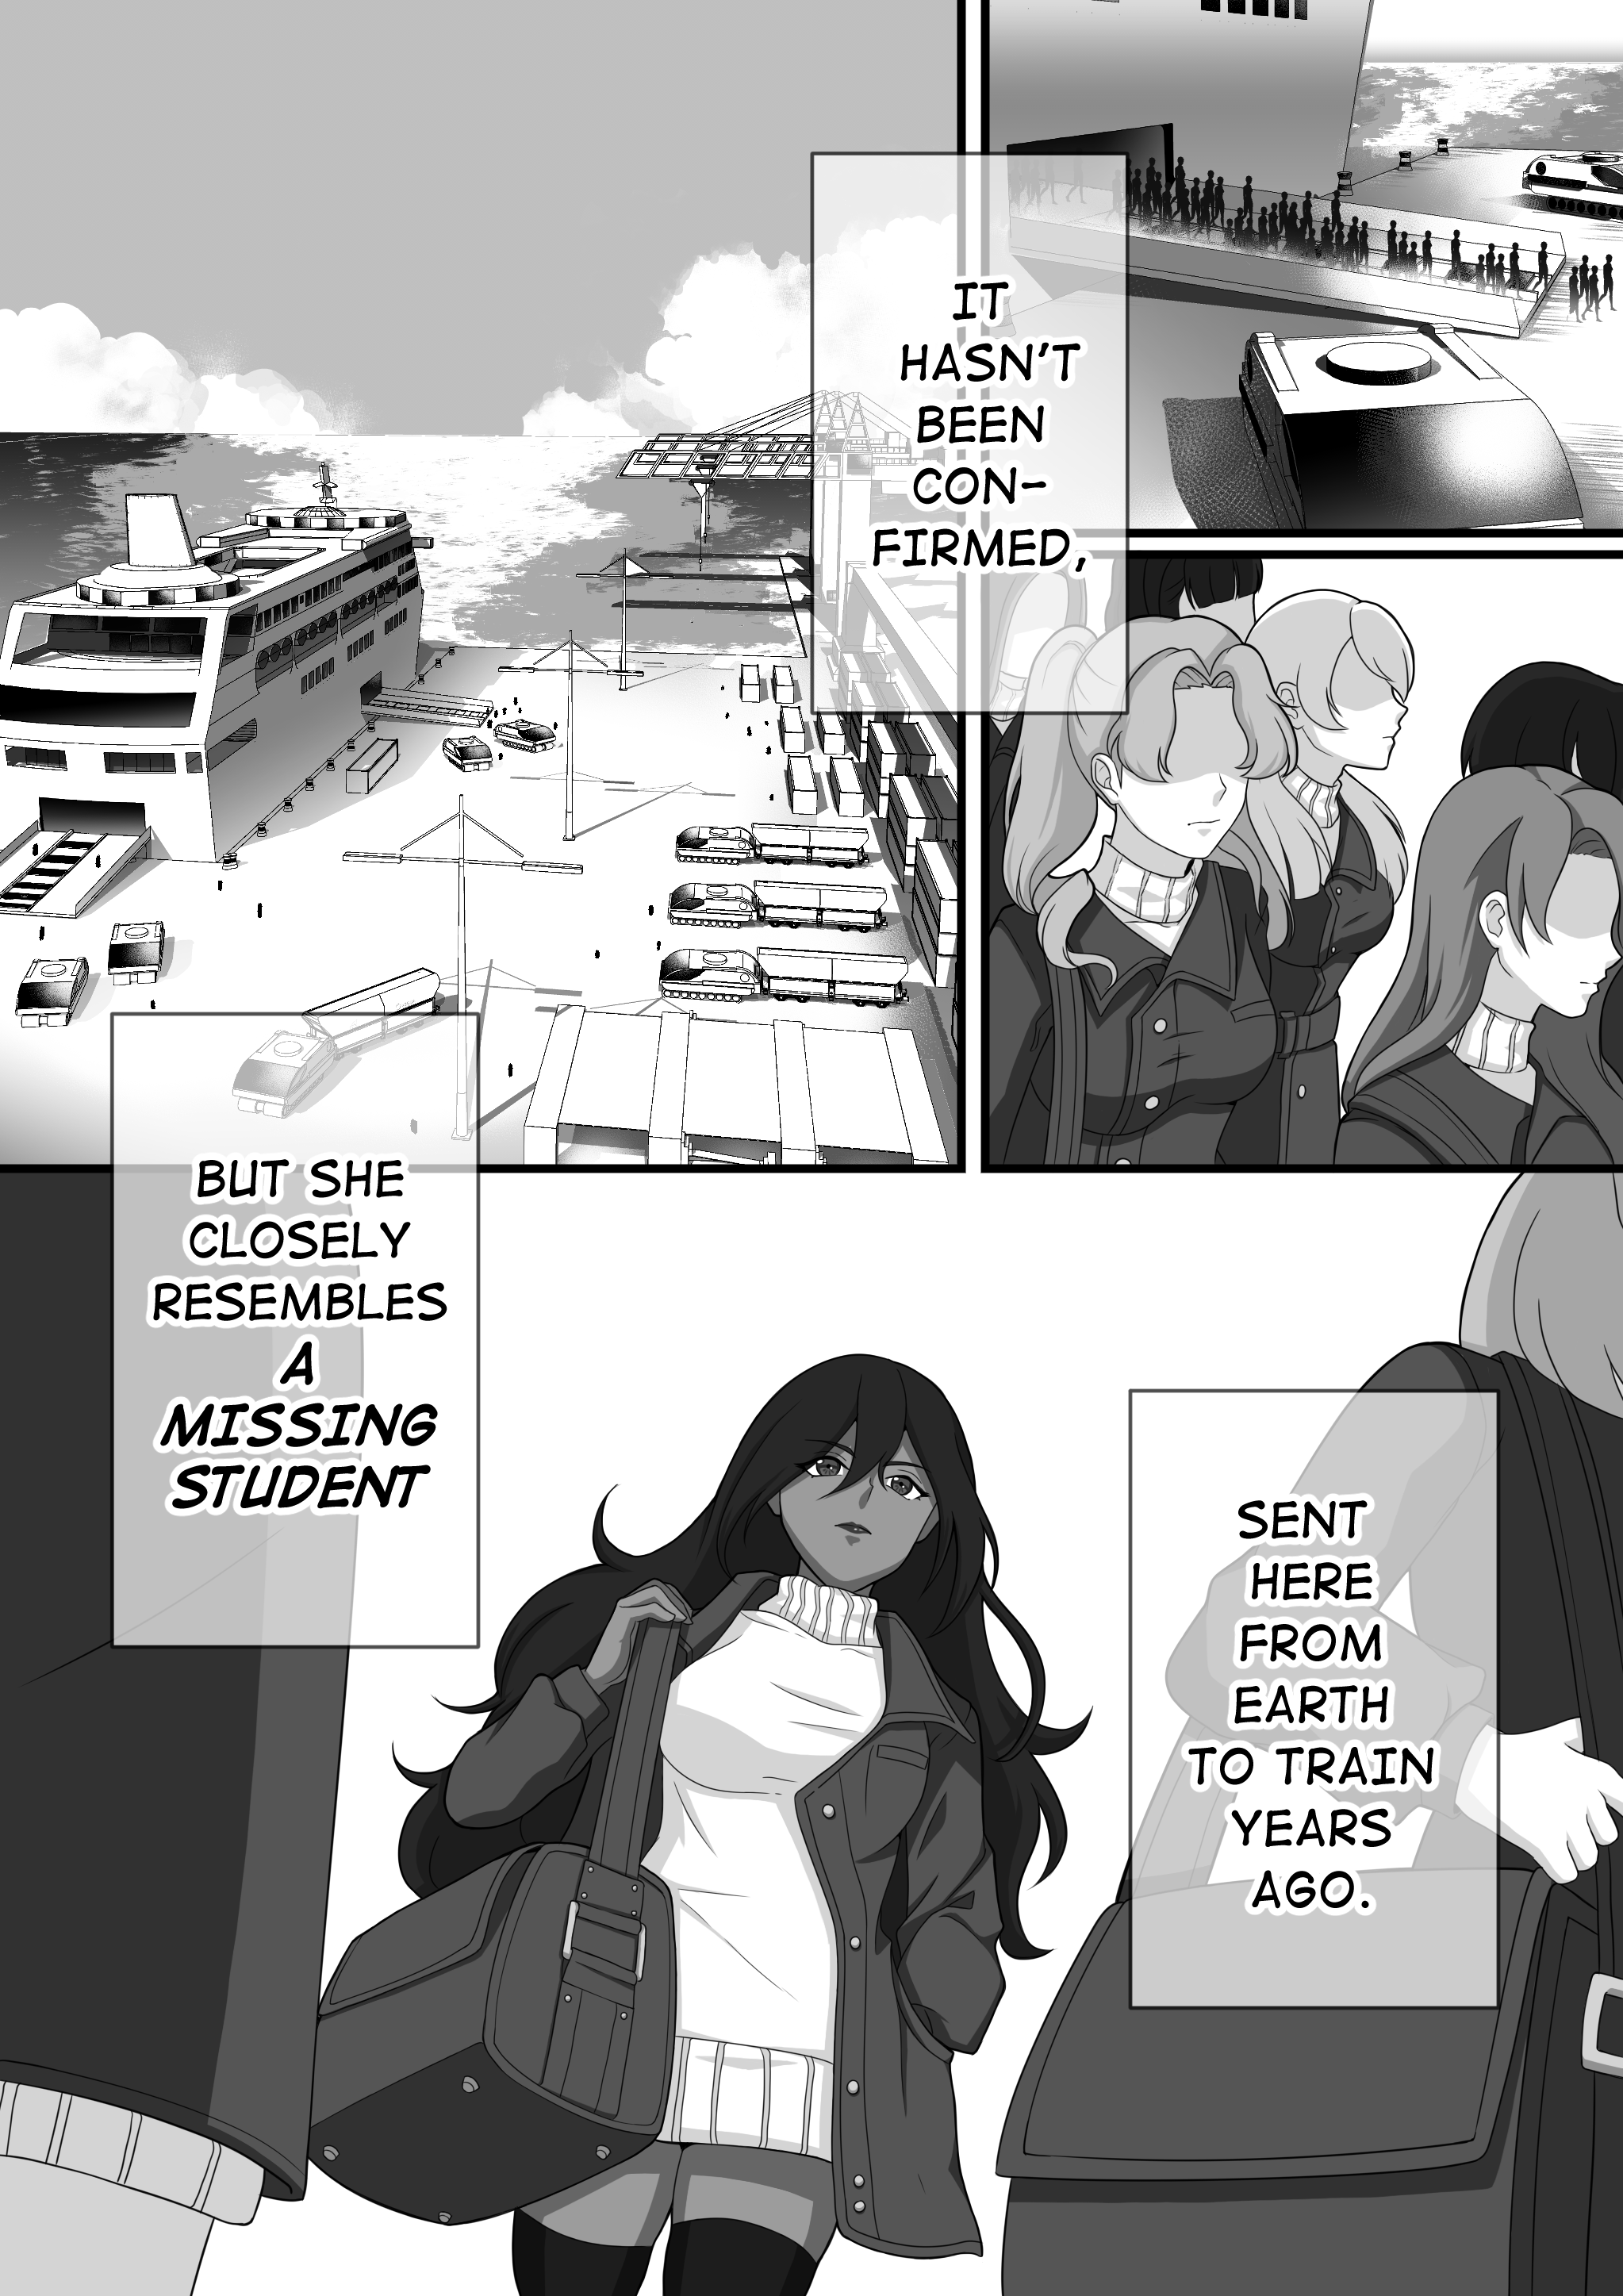 IT
HASN'T
BEEN
CON-
FIRMED,
BUT SHE
CLOSELY
RESEMBLES
A
MISSING
STUDENT
SENT
HERE
FROM
EARTH
TO TRAIN
YEARS
AGO.